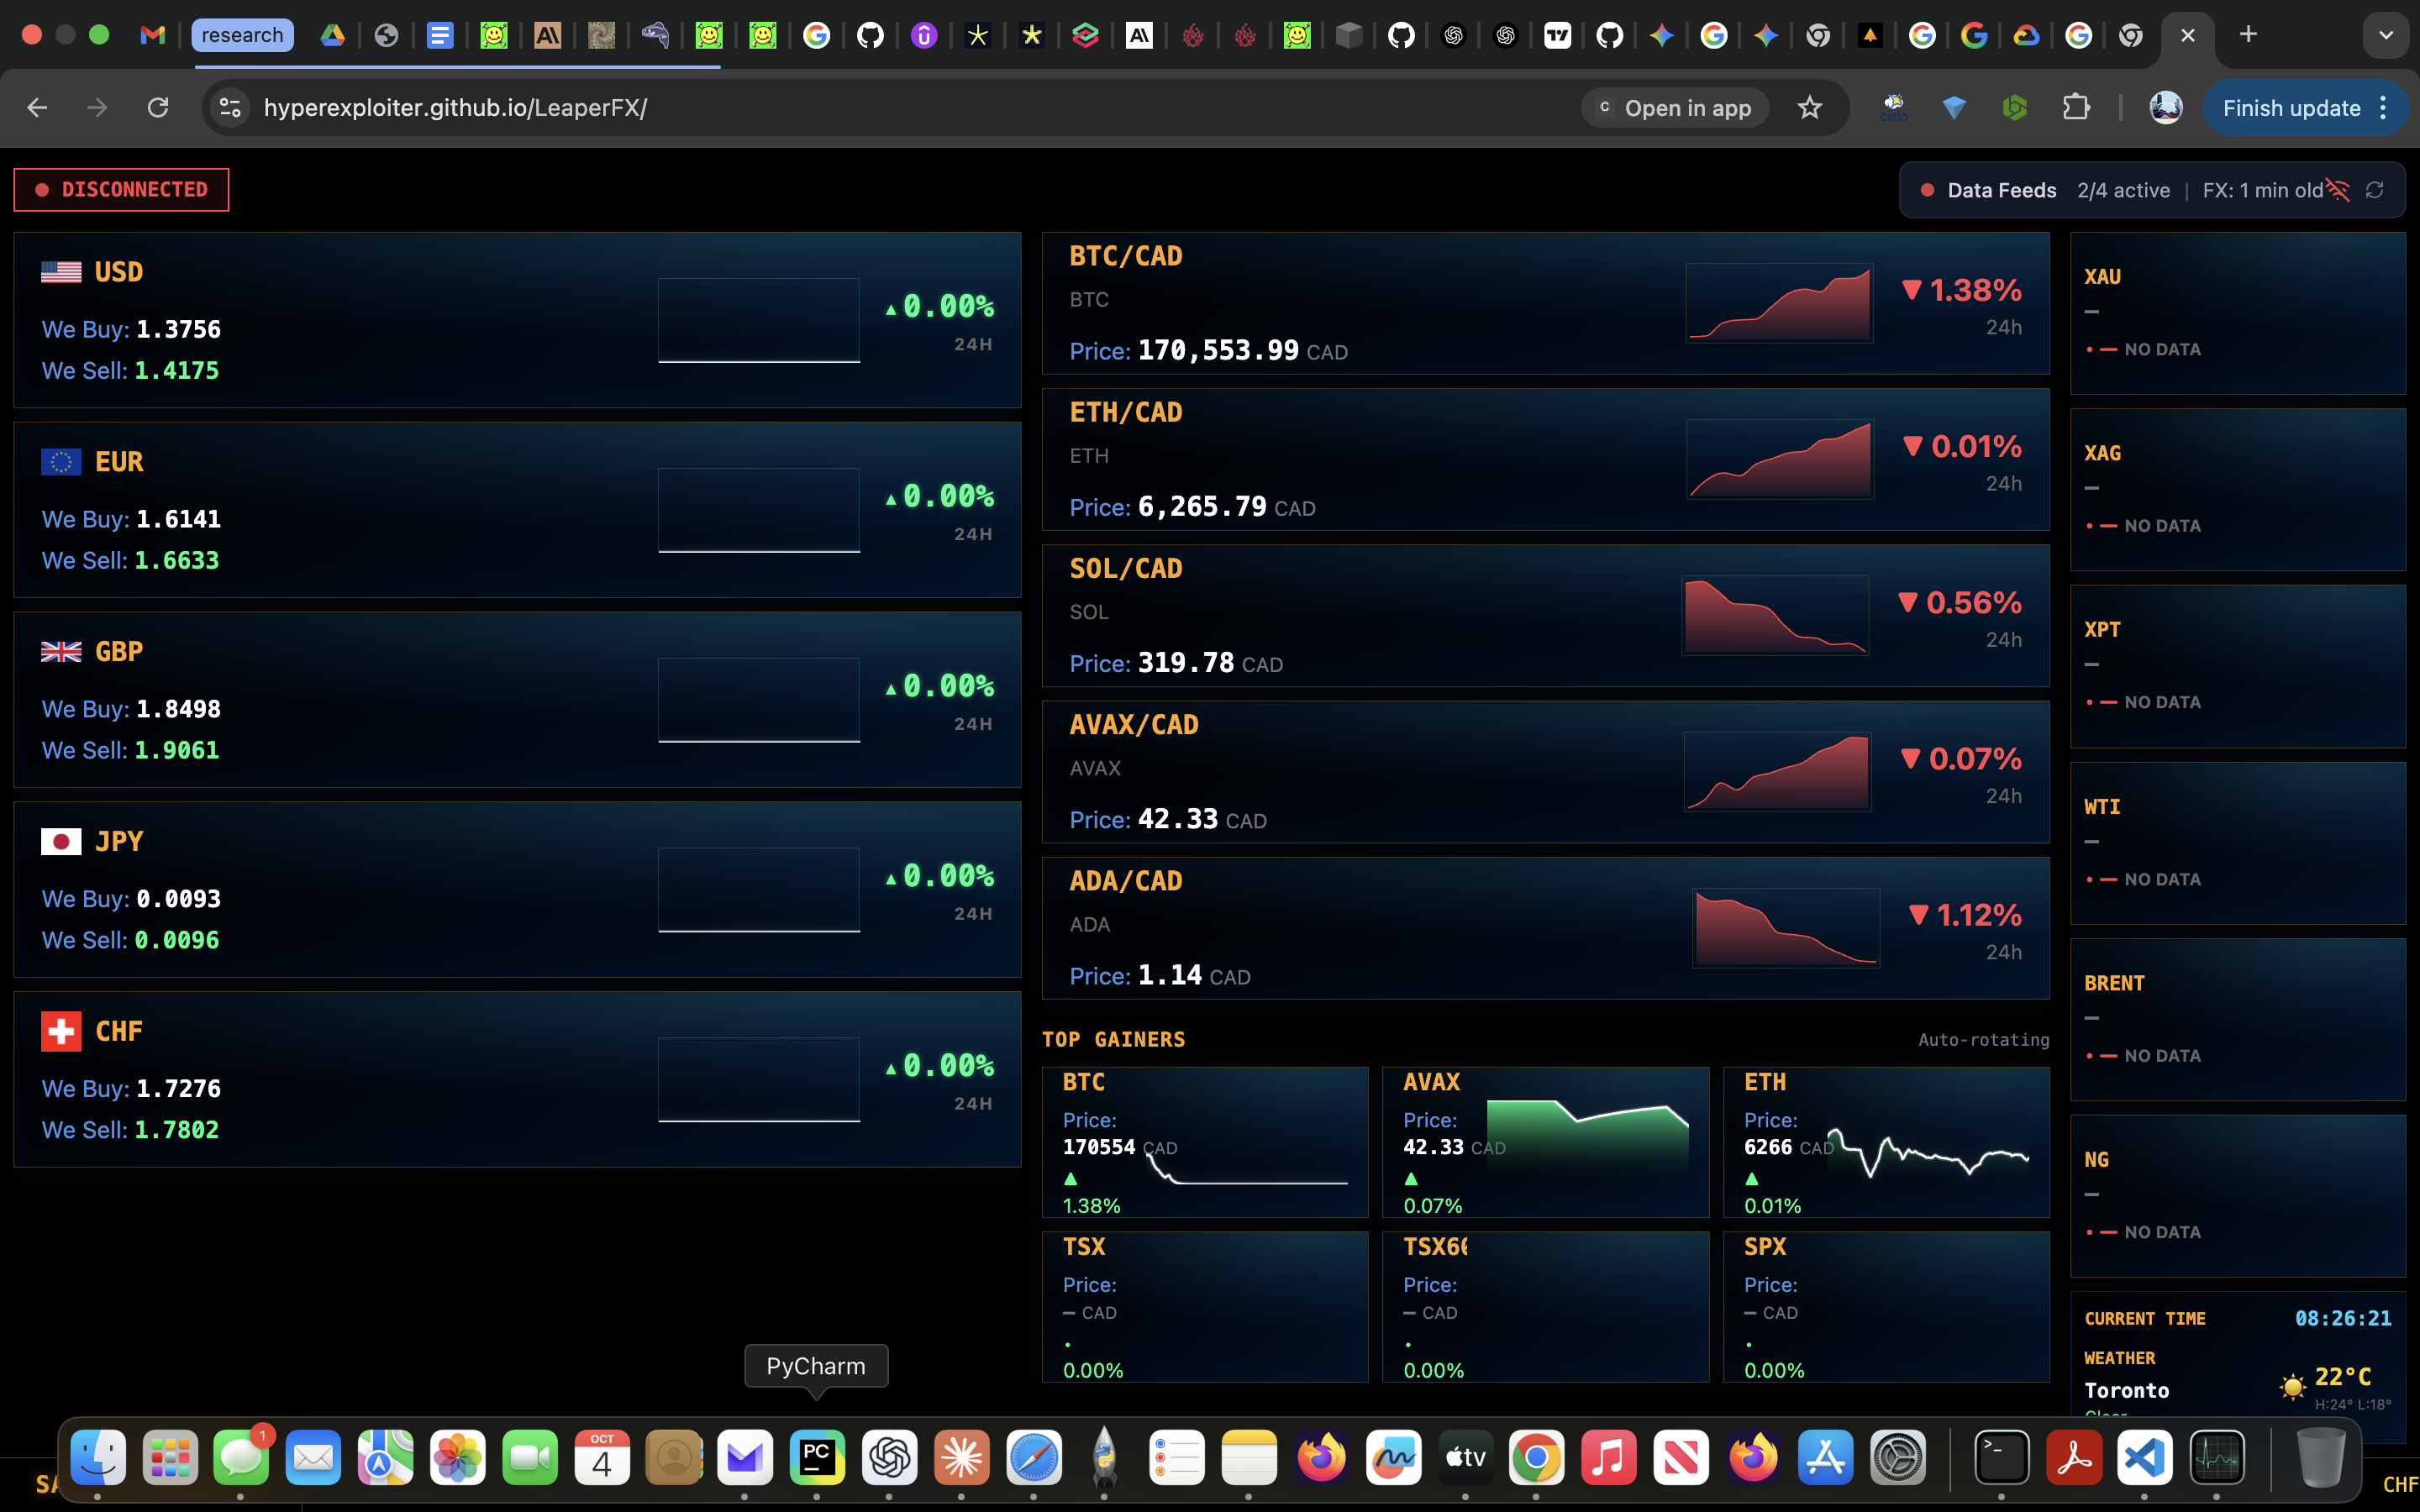 research
hyperexploiter.github.io/LeaperFX/
Open in app
cielo
Finish update
DISCONNECTED
Data Feeds 2/4 active | FX: 1 min old
USD
We Buy: 1.3756
We Sell: 1.4175
▲0.00%
24H
EUR
We Buy: 1.6141
We Sell: 1.6633
▲0.00%
24H
GBP
We Buy: 1.8498
We Sell: 1.9061
▲0.00%
24H
JPY
We Buy: 0.0093
We Sell: 0.0096
▲0.00%
24H
CHF
We Buy: 1.7276
We Sell: 1.7802
▲0.00%
24H
BTC/CAD
BTC
Price: 170,553.99 CAD
▼ 1.38%
24h
ETH/CAD
ETH
Price: 6,265.79 CAD
▼ 0.01%
24h
SOL/CAD
SOL
Price: 319.78 CAD
▼ 0.56%
24h
AVAX/CAD
AVAX
Price: 42.33 CAD
▼ 0.07%
24h
ADA/CAD
ADA
Price: 1.14 CAD
▼ 1.12%
24h
TOP GAINERS
Auto-rotating
BTC
Price:
170554 CAD
▲
1.38%
AVAX
Price:
42.33 CAD
▲
0.07%
ETH
Price:
6266 CAD
▲
0.01%
TSX
Price:
— CAD
•
0.00%
TSX60
Price:
— CAD
•
0.00%
SPX
Price:
— CAD
•
0.00%
XAU
—
• — NO DATA
XAG
—
• — NO DATA
XPT
—
• — NO DATA
WTI
—
• — NO DATA
BRENT
—
• — NO DATA
NG
—
• — NO DATA
CURRENT TIME 08:26:21
WEATHER
Toronto
22°C
H:24° L:18°
Clear
PyCharm
1
OCT
4
PC
tv
SA
CHF